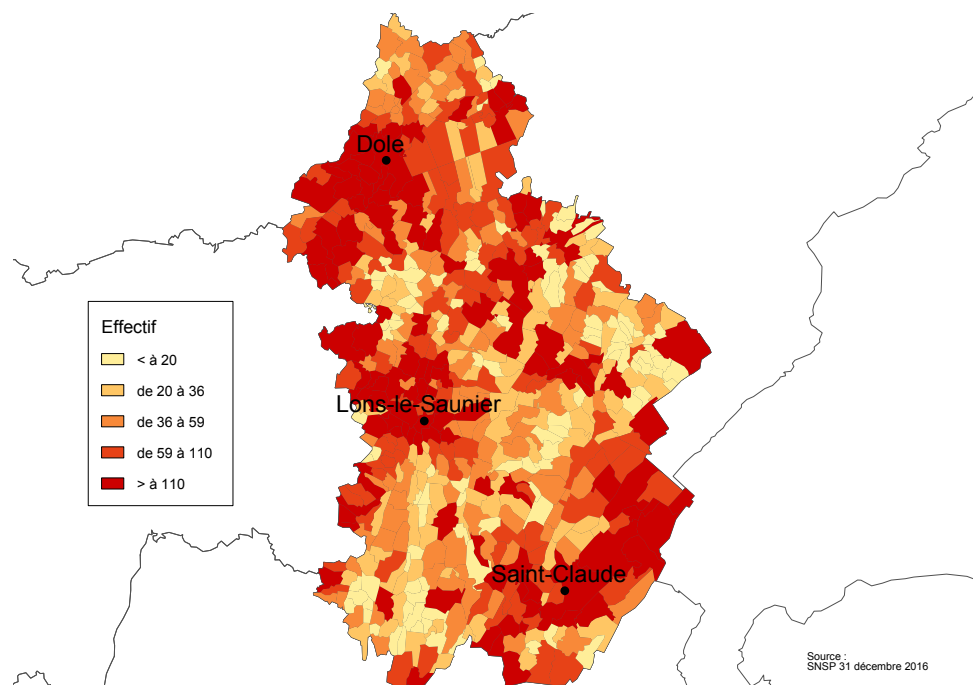 Dole
Effectif
< à 20
de 20 à 36
de 36 à 59
de 59 à 110
> à 110
Lons-le-Saunier
Saint-Claude
Source :
SNSP 31 décembre 2016